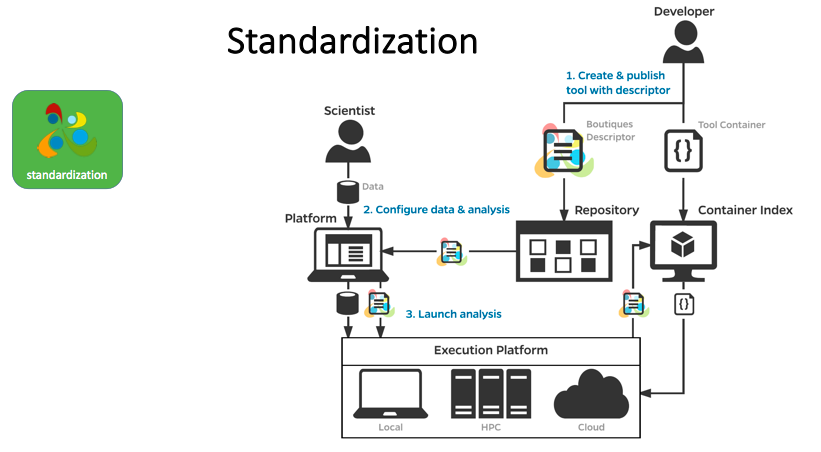 Standardization
Developer
1. Create & publish
tool with descriptor
Scientist
Boutiques
Descriptor
Tool Container
{}
standardization
Data
2. Configure data & analysis
Platform
Repository
Container Index
3. Launch analysis
{}
Execution Platform
Local
HPC
Cloud